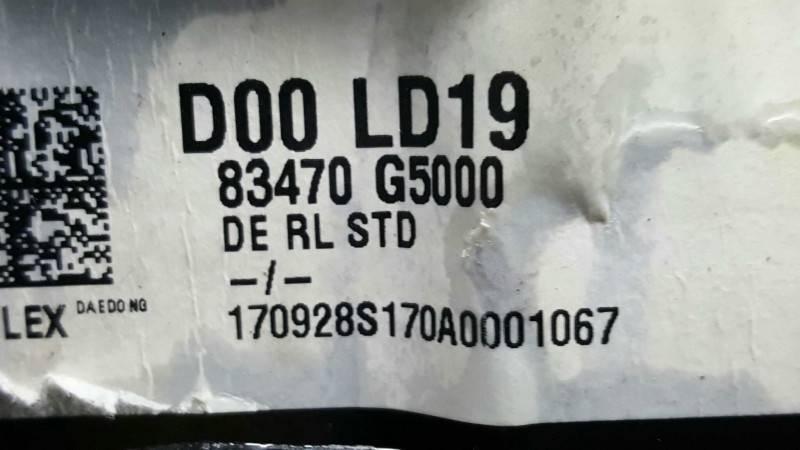 D00 LD19
83470 G5000
DE RL STD
-/-
LEX DAEDONG
170928S170A0001067